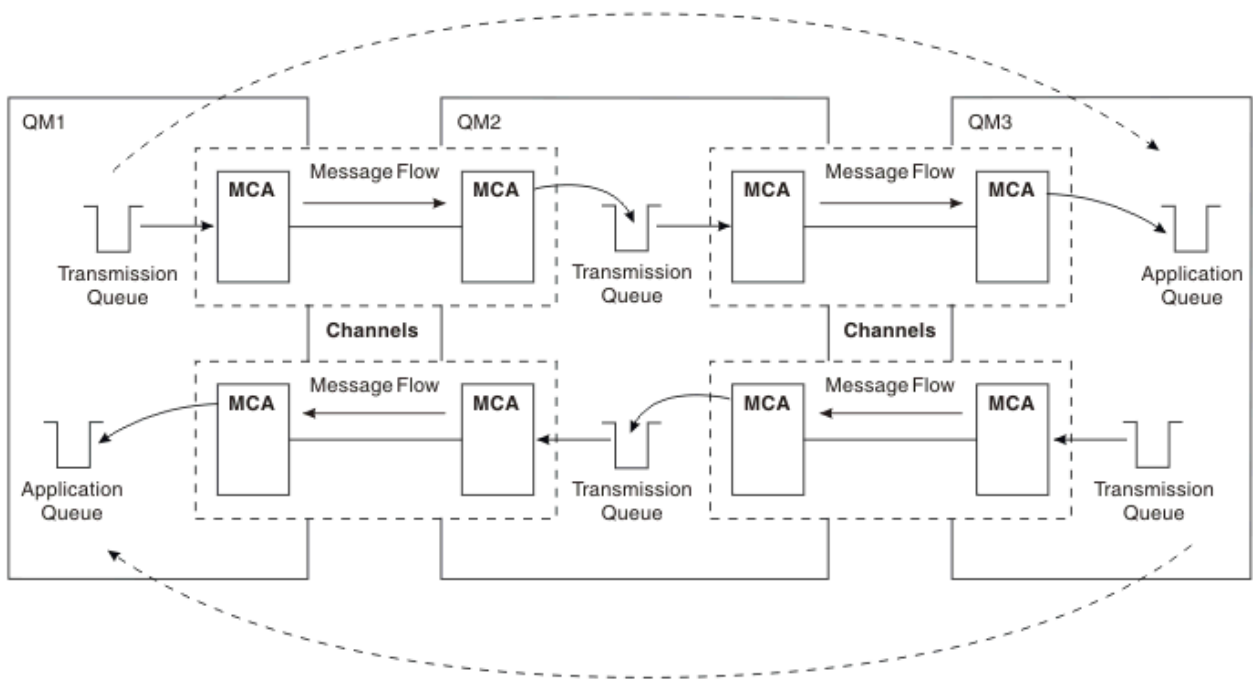 QM1
QM2
QM3
Message Flow
Message Flow
MCA
MCA
MCA
MCA
Transmission
Queue
Transmission
Queue
Application
Queue
Channels
Channels
Message Flow
Message Flow
MCA
MCA
MCA
MCA
Application
Queue
Transmission
Queue
Transmission
Queue